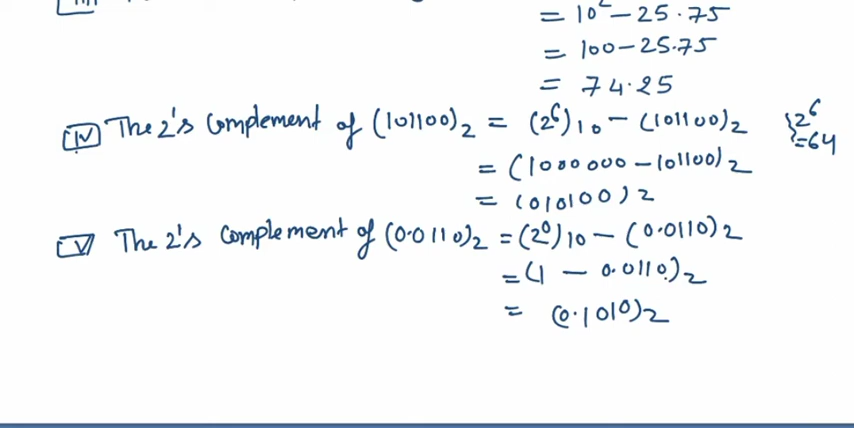 = 10² − 25.75
= 100 − 25.75
= 74.25
IV The 2's complement of (101100)₂ = (2⁶)₁₀ − (101100)₂ } 2⁶ = 64
= (1000000 − 101100)₂
= (010100)₂
V The 2's complement of (0.0110)₂ = (2⁰)₁₀ − (0.0110)₂
= (1 − 0.0110)₂
= (0.1010)₂